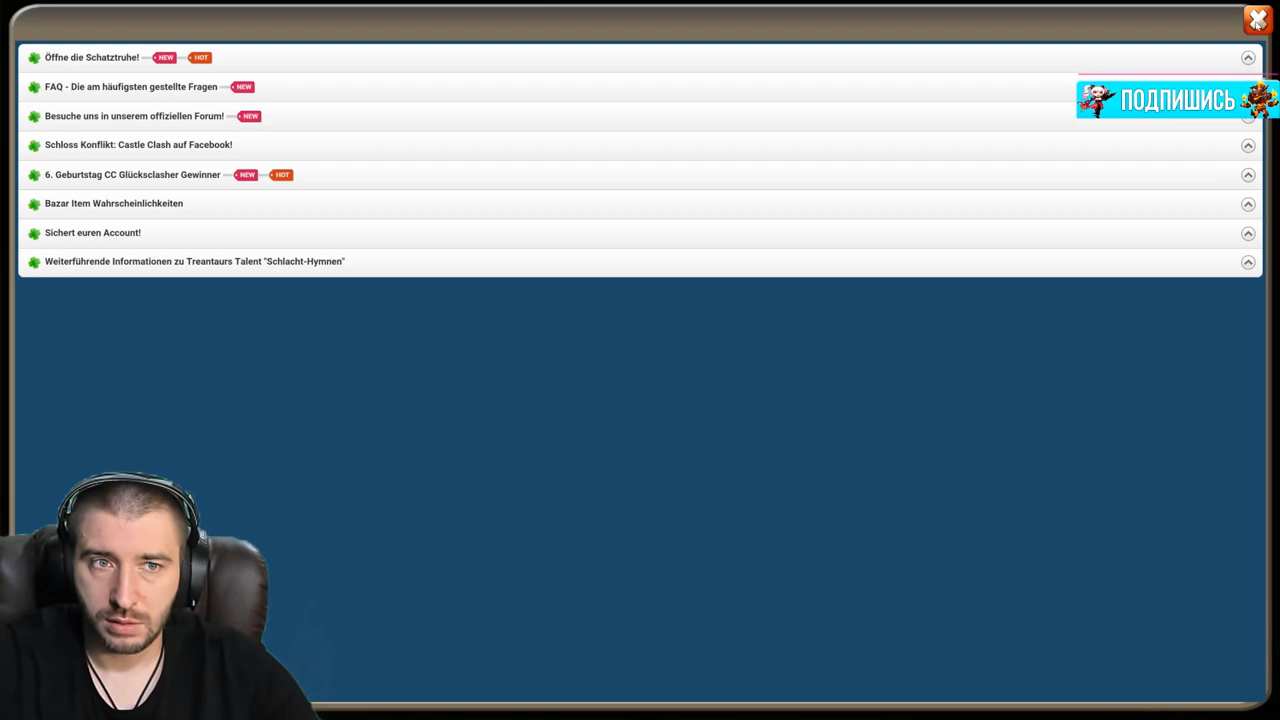 Öffne die Schatztruhe! NEW HOT
FAQ - Die am häufigsten gestellte Fragen NEW
ПОДПИШИСЬ
Besuche uns in unserem offiziellen Forum! NEW
Schloss Konflikt: Castle Clash auf Facebook!
6. Geburtstag CC Glücksclasher Gewinner NEW HOT
Bazar Item Wahrscheinlichkeiten
Sichert euren Account!
Weiterführende Informationen zu Treantaurs Talent "Schlacht-Hymnen"